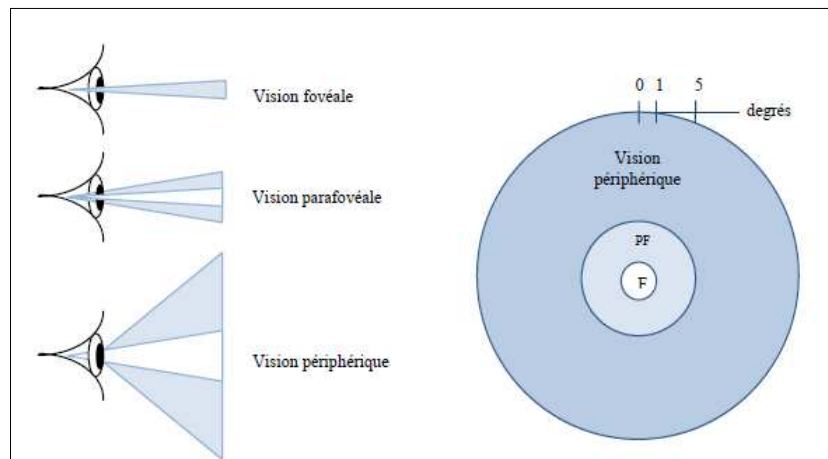 Vision fovéale
Vision parafovéale
Vision périphérique
0 1 5
degrés
Vision
périphérique
PF
F